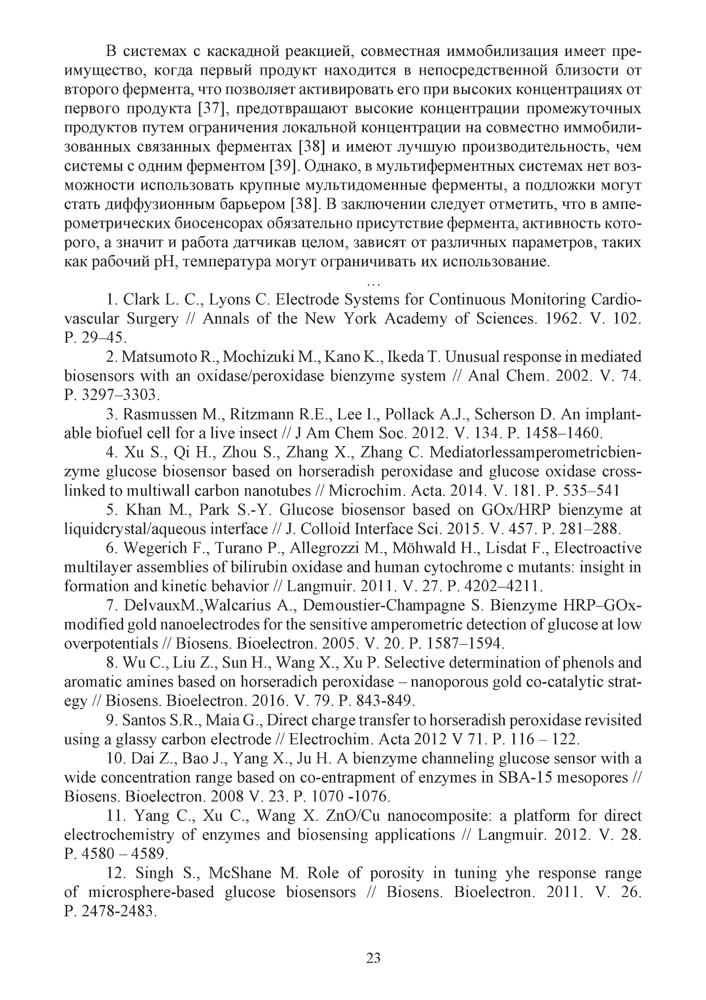 В системах с каскадной реакцией, совместная иммобилизация имеет пре-
имущество, когда первый продукт находится в непосредственной близости от
второго фермента, что позволяет активировать его при высоких концентрациях от
первого продукта [37], предотвращают высокие концентрации промежуточных
продуктов путем ограничения локальной концентрации на совместно иммобили-
зованных связанных ферментах [38] и имеют лучшую производительность, чем
системы с одним ферментом [39]. Однако, в мультиферментных системах нет воз-
можности использовать крупные мультидоменные ферменты, а подложки могут
стать диффузионным барьером [38]. В заключении следует отметить, что в ампе-
рометрических биосенсорах обязательно присутствие фермента, активность кото-
рого, а значит и работа датчикав целом, зависят от различных параметров, таких
как рабочий pH, температура могут ограничивать их использование.
…
1. Clark L. C., Lyons C. Electrode Systems for Continuous Monitoring Cardio-
vascular Surgery // Annals of the New York Academy of Sciences. 1962. V. 102.
P. 29–45.
2. Matsumoto R., Mochizuki M., Kano K., Ikeda T. Unusual response in mediated
biosensors with an oxidase/peroxidase bienzyme system // Anal Chem. 2002. V. 74.
P. 3297–3303.
3. Rasmussen M., Ritzmann R.E., Lee I., Pollack A.J., Scherson D. An implant-
able biofuel cell for a live insect // J Am Chem Soc. 2012. V. 134. P. 1458–1460.
4. Xu S., Qi H., Zhou S., Zhang X., Zhang C. Mediatorlessamperometricbien-
zyme glucose biosensor based on horseradish peroxidase and glucose oxidase cross-
linked to multiwall carbon nanotubes // Microchim. Acta. 2014. V. 181. P. 535–541
5. Khan M., Park S.-Y. Glucose biosensor based on GOx/HRP bienzyme at
liquidcrystal/aqueous interface // J. Colloid Interface Sci. 2015. V. 457. P. 281–288.
6. Wegerich F., Turano P., Allegrozzi M., Möhwald H., Lisdat F., Electroactive
multilayer assemblies of bilirubin oxidase and human cytochrome c mutants: insight in
formation and kinetic behavior // Langmuir. 2011. V. 27. P. 4202–4211.
7. DelvauxM.,Walcarius A., Demoustier-Champagne S. Bienzyme HRP–GOx-
modified gold nanoelectrodes for the sensitive amperometric detection of glucose at low
overpotentials // Biosens. Bioelectron. 2005. V. 20. P. 1587–1594.
8. Wu C., Liu Z., Sun H., Wang X., Xu P. Selective determination of phenols and
aromatic amines based on horseradich peroxidase – nanoporous gold co-catalytic strat-
egy // Biosens. Bioelectron. 2016. V. 79. P. 843-849.
9. Santos S.R., Maia G., Direct charge transfer to horseradish peroxidase revisited
using a glassy carbon electrode // Electrochim. Acta 2012 V 71. P. 116 – 122.
10. Dai Z., Bao J., Yang X., Ju H. A bienzyme channeling glucose sensor with a
wide concentration range based on co-entrapment of enzymes in SBA-15 mesopores //
Biosens. Bioelectron. 2008 V. 23. P. 1070 -1076.
11. Yang C., Xu C., Wang X. ZnO/Cu nanocomposite: a platform for direct
electrochemistry of enzymes and biosensing applications // Langmuir. 2012. V. 28.
P. 4580 – 4589.
12. Singh S., McShane M. Role of porosity in tuning yhe response range
of microsphere-based glucose biosensors // Biosens. Bioelectron. 2011. V. 26.
P. 2478-2483.
23